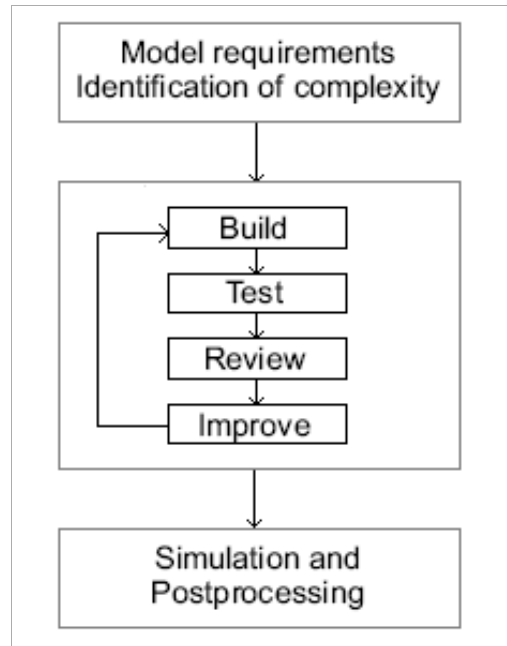 Model requirements
Identification of complexity
Build
Test
Review
Improve
Simulation and
Postprocessing